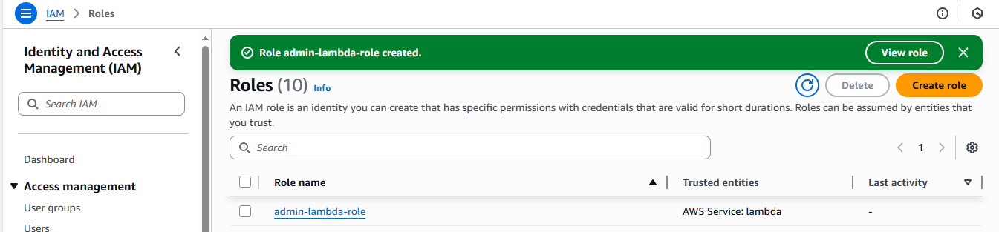 IAM > Roles
Identity and Access
Management (IAM)
Search IAM
Dashboard
Access management
User groups
Users
Role admin-lambda-role created.
View role
Roles (10) Info
Delete
Create role
An IAM role is an identity you can create that has specific permissions with credentials that are valid for short durations. Roles can be assumed by entities that
you trust.
Search
1
Role name
Trusted entities
Last activity
admin-lambda-role
AWS Service: lambda
-